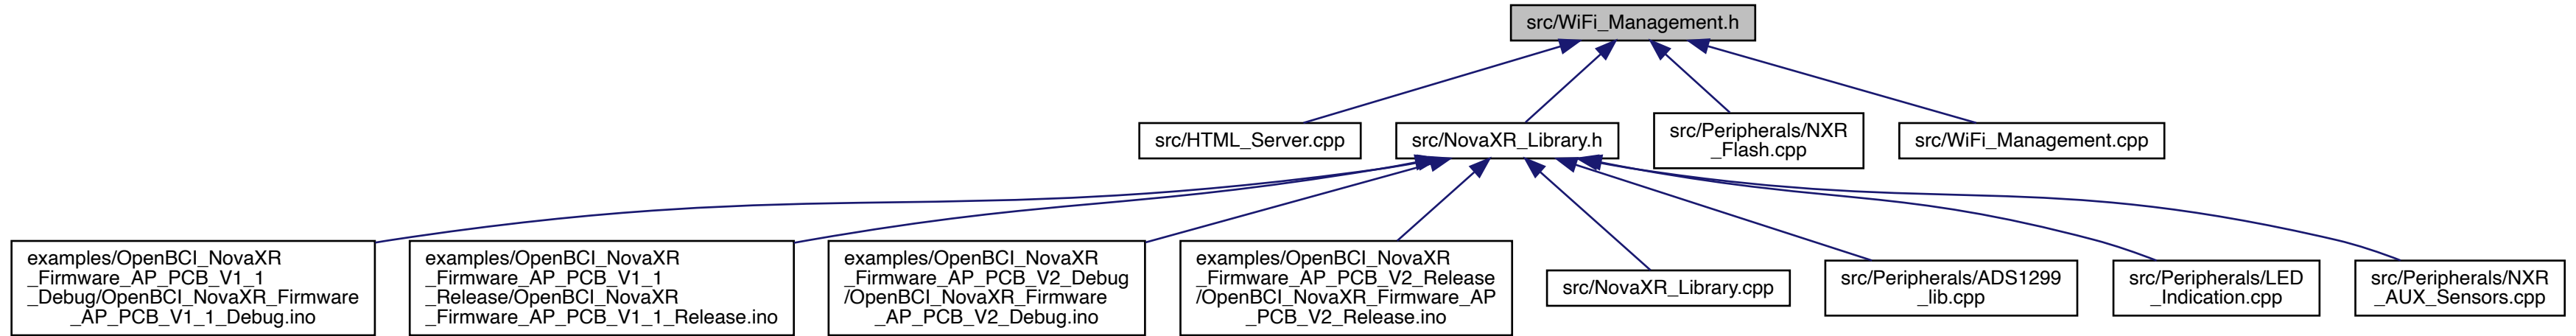 src/WiFi_Management.h
src/HTML_Server.cpp
src/NovaXR_Library.h
src/Peripherals/NXR
_Flash.cpp
src/WiFi_Management.cpp
examples/OpenBCI_NovaXR
_Firmware_AP_PCB_V1_1
_Debug/OpenBCI_NovaXR_Firmware
_AP_PCB_V1_1_Debug.ino
examples/OpenBCI_NovaXR
_Firmware_AP_PCB_V1_1
_Release/OpenBCI_NovaXR
_Firmware_AP_PCB_V1_1_Release.ino
examples/OpenBCI_NovaXR
_Firmware_AP_PCB_V2_Debug
/OpenBCI_NovaXR_Firmware
_AP_PCB_V2_Debug.ino
examples/OpenBCI_NovaXR
_Firmware_AP_PCB_V2_Release
/OpenBCI_NovaXR_Firmware_AP
_PCB_V2_Release.ino
src/NovaXR_Library.cpp
src/Peripherals/ADS1299
_lib.cpp
src/Peripherals/LED
_Indication.cpp
src/Peripherals/NXR
_AUX_Sensors.cpp